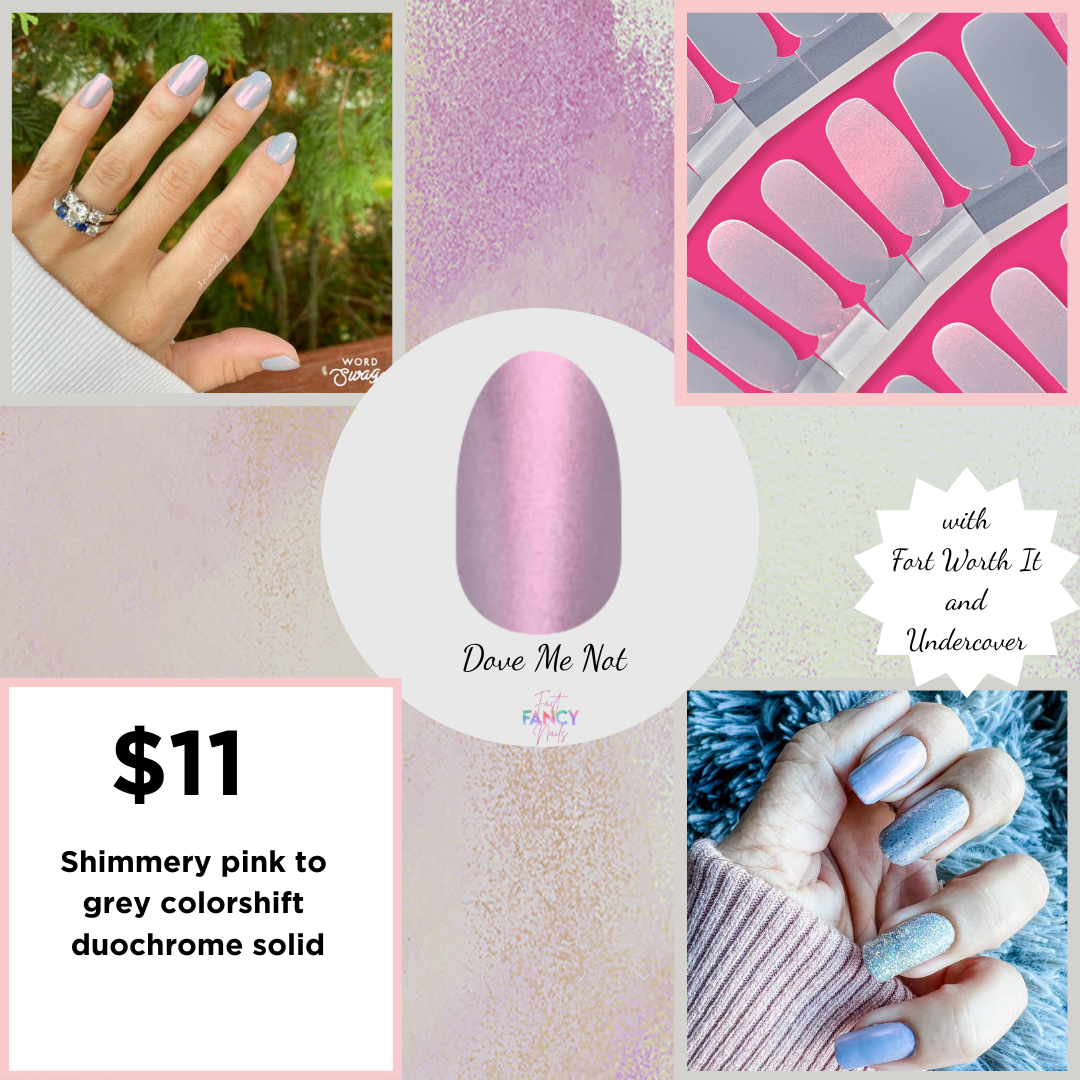 WORD
Swag
Dove Me Not
Fast
FANCY
Nails
with
Fort Worth It
and
Undercover
$11
Shimmery pink to
grey colorshift
duochrome solid